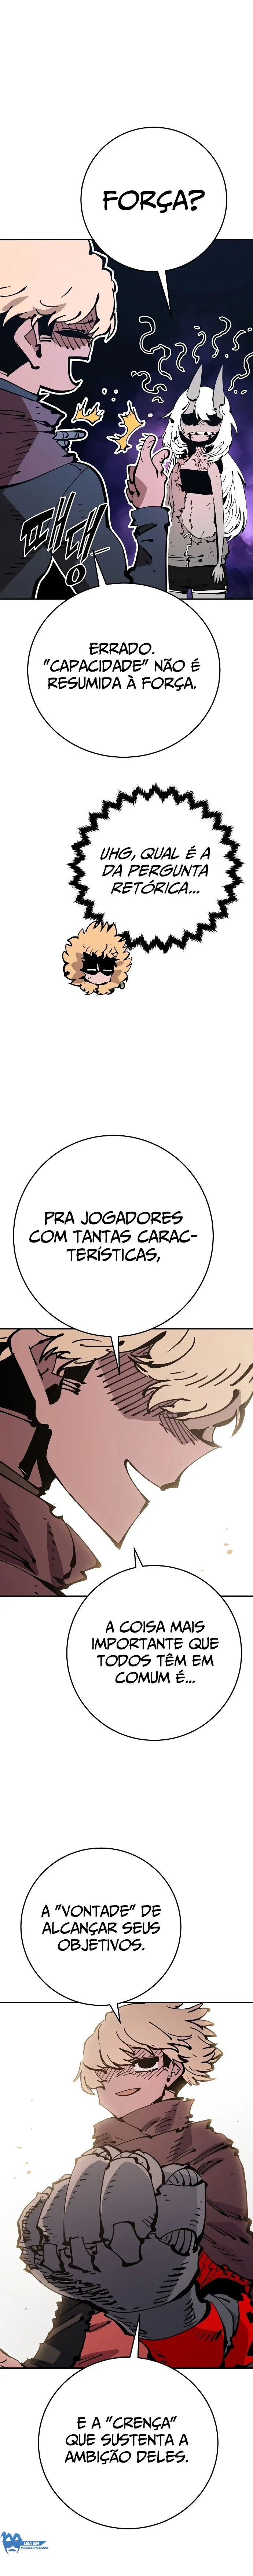 FORÇA?
ERRADO.
"CAPACIDADE" NÃO É
RESUMIDA À FORÇA.
UHG, QUAL É A
DA PERGUNTA
RETÓRICA...
PRA JOGADORES
COM TANTAS CARAC-
TERÍSTICAS,
A COISA MAIS
IMPORTANTE QUE
TODOS TÊM EM
COMUM É...
A "VONTADE" DE
ALCANÇAR SEUS
OBJETIVOS.
E A "CRENÇA"
QUE SUSTENTA A
AMBIÇÃO DELES.